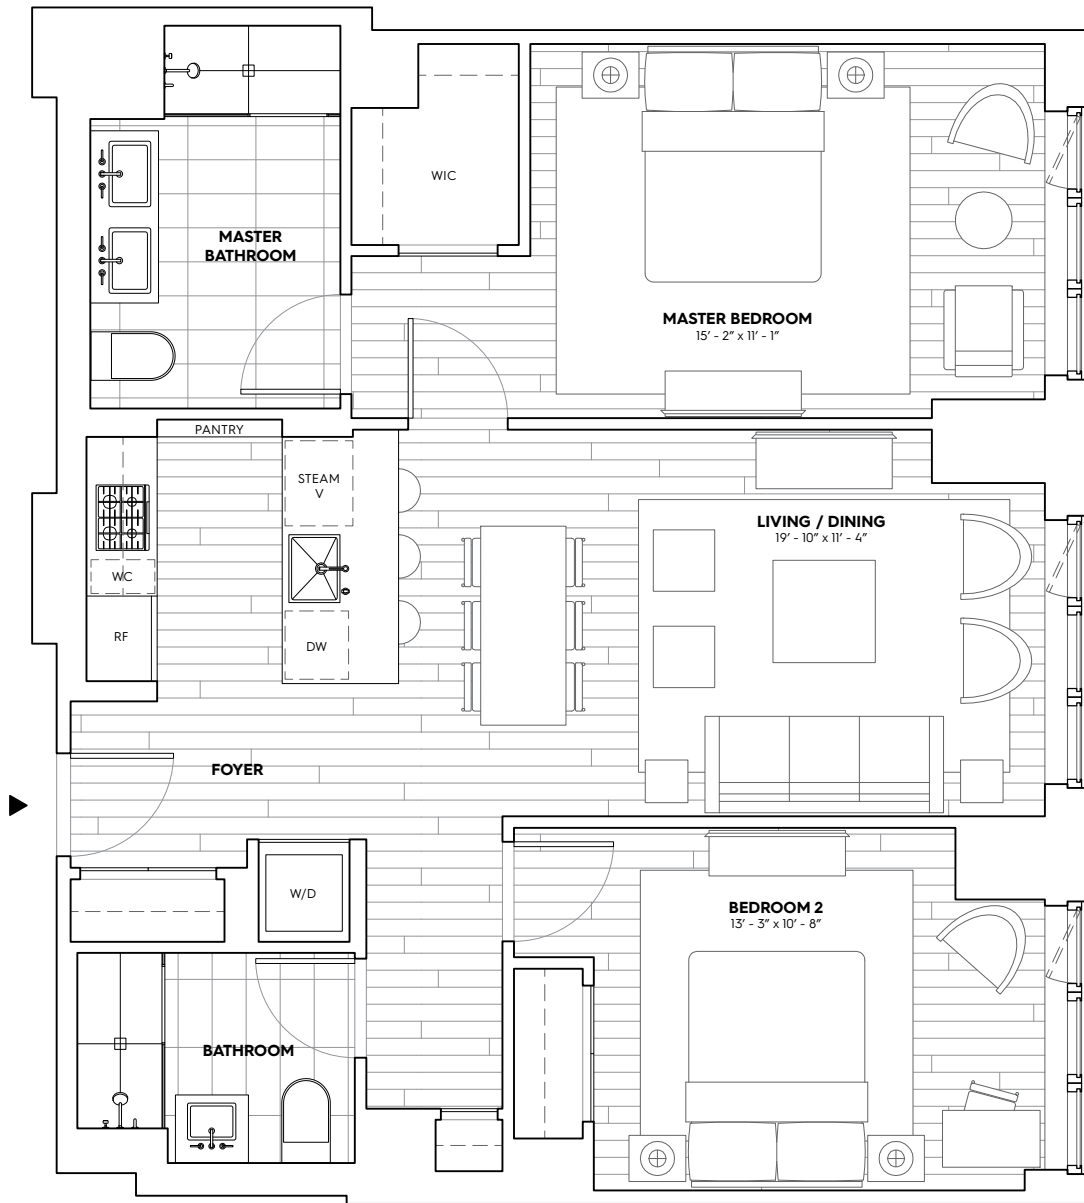 WIC
MASTER
BATHROOM
MASTER BEDROOM
15' - 2" x 11' - 1"
PANTRY
STEAM
V
WC
RF
DW
LIVING / DINING
19' - 10" x 11' - 4"
FOYER
W/D
BEDROOM 2
13' - 3" x 10' - 8"
BATHROOM